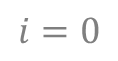 i = 0